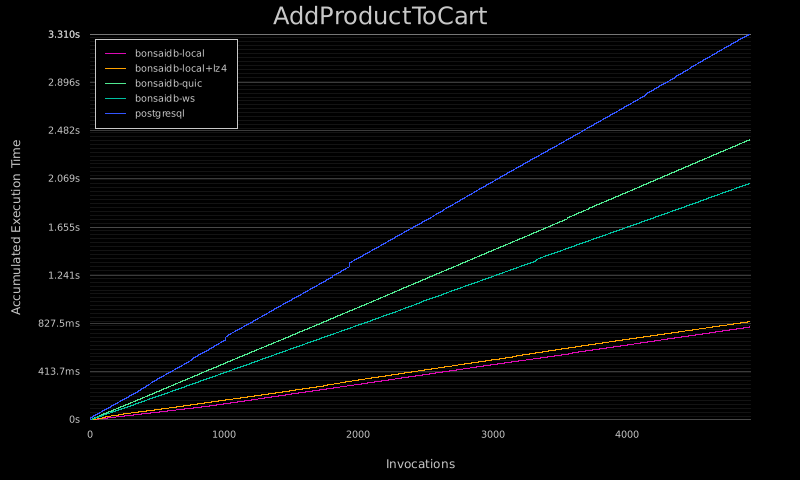 AddProductToCart
3.310s
bonsaidb-local
bonsaidb-local+lz4
bonsaidb-quic
bonsaidb-ws
postgresql
2.896s
2.482s
2.069s
1.655s
1.241s
827.5ms
413.7ms
0s
Accumulated Execution Time
0 1000 2000 3000 4000
Invocations